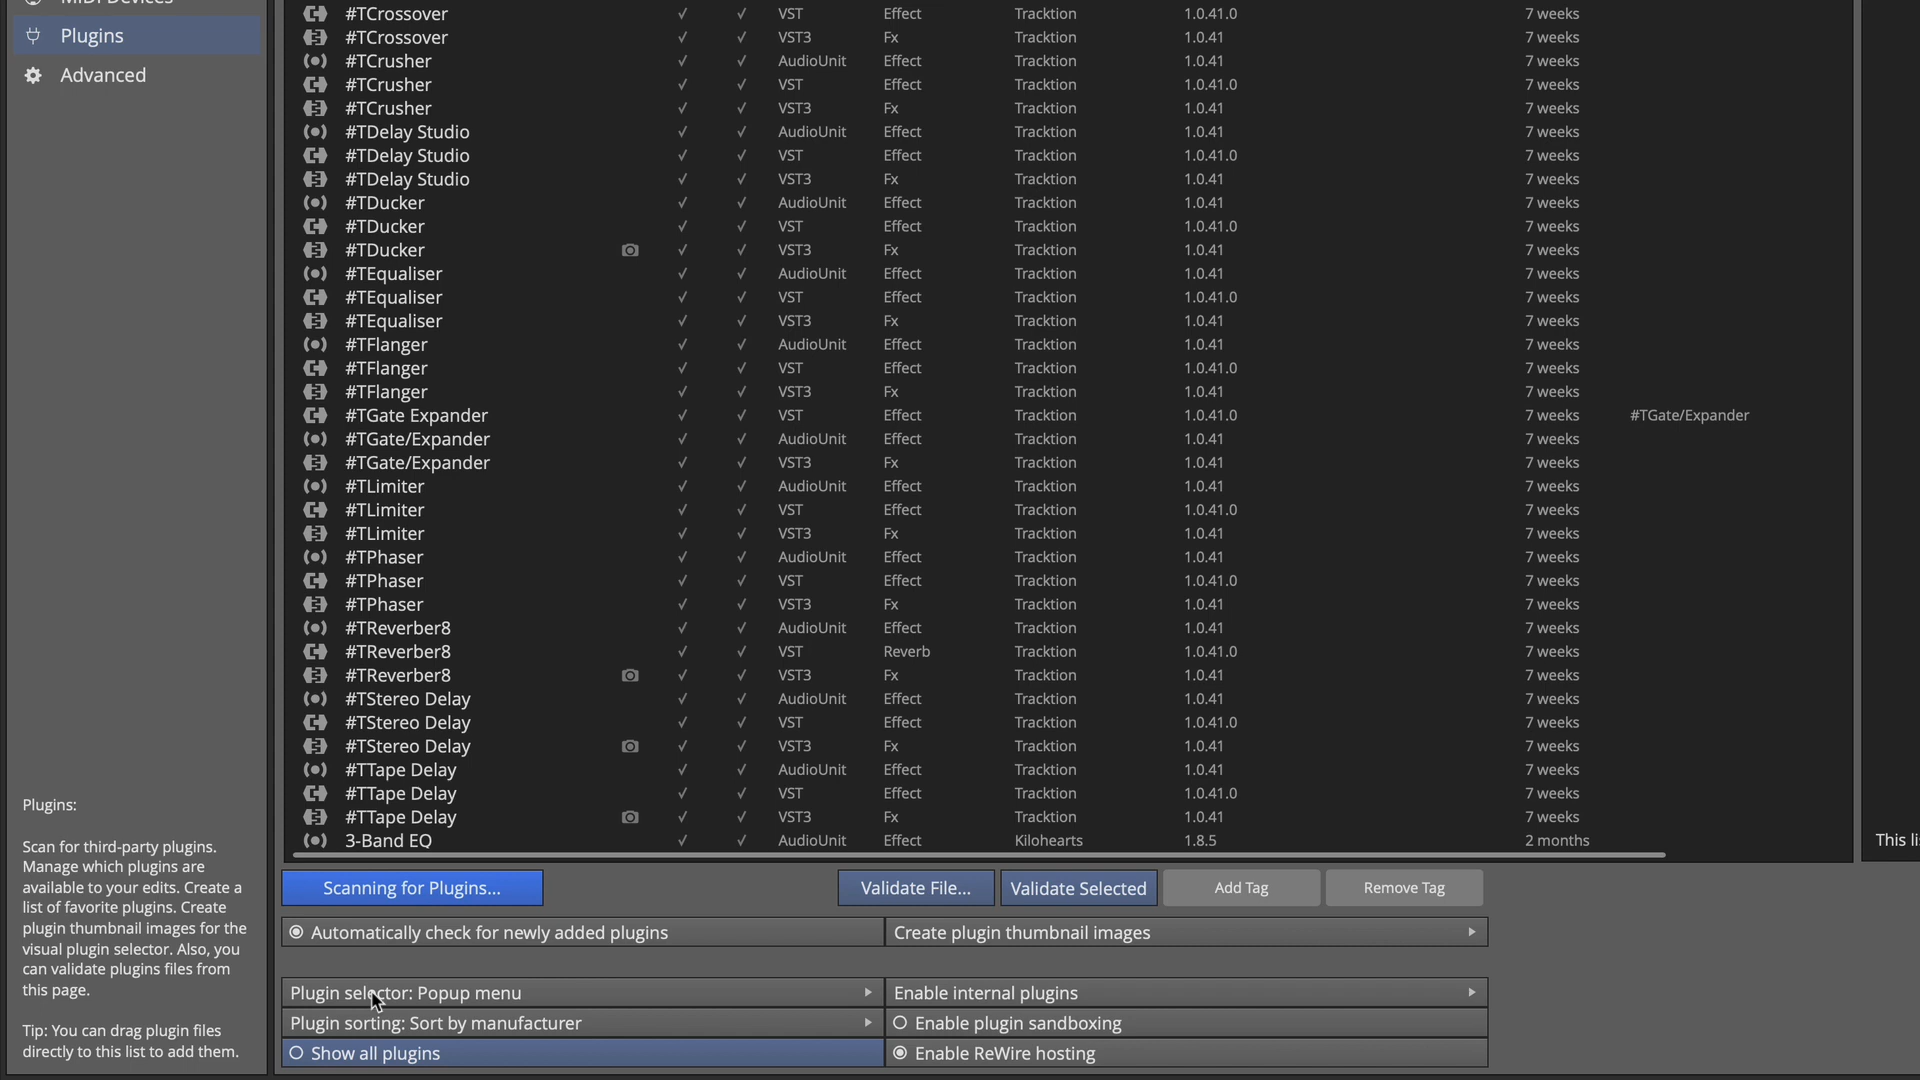 MIDI Devices
Plugins
Advanced
#TCrossover ✓ ✓ VST Effect Tracktion 1.0.41.0 7 weeks
#TCrossover ✓ ✓ VST3 Fx Tracktion 1.0.41 7 weeks
#TCrusher ✓ ✓ AudioUnit Effect Tracktion 1.0.41 7 weeks
#TCrusher ✓ ✓ VST Effect Tracktion 1.0.41.0 7 weeks
#TCrusher ✓ ✓ VST3 Fx Tracktion 1.0.41 7 weeks
#TDelay Studio ✓ ✓ AudioUnit Effect Tracktion 1.0.41 7 weeks
#TDelay Studio ✓ ✓ VST Effect Tracktion 1.0.41.0 7 weeks
#TDelay Studio ✓ ✓ VST3 Fx Tracktion 1.0.41 7 weeks
#TDucker ✓ ✓ AudioUnit Effect Tracktion 1.0.41 7 weeks
#TDucker ✓ ✓ VST Effect Tracktion 1.0.41.0 7 weeks
#TDucker ✓ ✓ VST3 Fx Tracktion 1.0.41 7 weeks
#TEqualiser ✓ ✓ AudioUnit Effect Tracktion 1.0.41 7 weeks
#TEqualiser ✓ ✓ VST Effect Tracktion 1.0.41.0 7 weeks
#TEqualiser ✓ ✓ VST3 Fx Tracktion 1.0.41 7 weeks
#TFlanger ✓ ✓ AudioUnit Effect Tracktion 1.0.41 7 weeks
#TFlanger ✓ ✓ VST Effect Tracktion 1.0.41.0 7 weeks
#TFlanger ✓ ✓ VST3 Fx Tracktion 1.0.41 7 weeks
#TGate Expander ✓ ✓ VST Effect Tracktion 1.0.41.0 7 weeks #TGate/Expander
#TGate/Expander ✓ ✓ AudioUnit Effect Tracktion 1.0.41 7 weeks
#TGate/Expander ✓ ✓ VST3 Fx Tracktion 1.0.41 7 weeks
#TLimiter ✓ ✓ AudioUnit Effect Tracktion 1.0.41 7 weeks
#TLimiter ✓ ✓ VST Effect Tracktion 1.0.41.0 7 weeks
#TLimiter ✓ ✓ VST3 Fx Tracktion 1.0.41 7 weeks
#TPhaser ✓ ✓ AudioUnit Effect Tracktion 1.0.41 7 weeks
#TPhaser ✓ ✓ VST Effect Tracktion 1.0.41.0 7 weeks
#TPhaser ✓ ✓ VST3 Fx Tracktion 1.0.41 7 weeks
#TReverber8 ✓ ✓ AudioUnit Effect Tracktion 1.0.41 7 weeks
#TReverber8 ✓ ✓ VST Reverb Tracktion 1.0.41.0 7 weeks
#TReverber8 ✓ ✓ VST3 Fx Tracktion 1.0.41 7 weeks
#TStereo Delay ✓ ✓ AudioUnit Effect Tracktion 1.0.41 7 weeks
#TStereo Delay ✓ ✓ VST Effect Tracktion 1.0.41.0 7 weeks
#TStereo Delay ✓ ✓ VST3 Fx Tracktion 1.0.41 7 weeks
#TTape Delay ✓ ✓ AudioUnit Effect Tracktion 1.0.41 7 weeks
#TTape Delay ✓ ✓ VST Effect Tracktion 1.0.41.0 7 weeks
#TTape Delay ✓ ✓ VST3 Fx Tracktion 1.0.41 7 weeks
3-Band EQ ✓ ✓ AudioUnit Effect Kilohearts 1.8.5 2 months
This
Plugins:
Scan for third-party plugins.
Manage which plugins are
available to your edits. Create a
list of favorite plugins. Create
plugin thumbnail images for the
visual plugin selector. Also, you
can validate plugins files from
this page.
Tip: You can drag plugin files
directly to this list to add them.
Scanning for Plugins... Validate File... Validate Selected Add Tag Remove Tag
Automatically check for newly added plugins Create plugin thumbnail images
Plugin selector: Popup menu Enable internal plugins
Plugin sorting: Sort by manufacturer Enable plugin sandboxing
Show all plugins Enable ReWire hosting